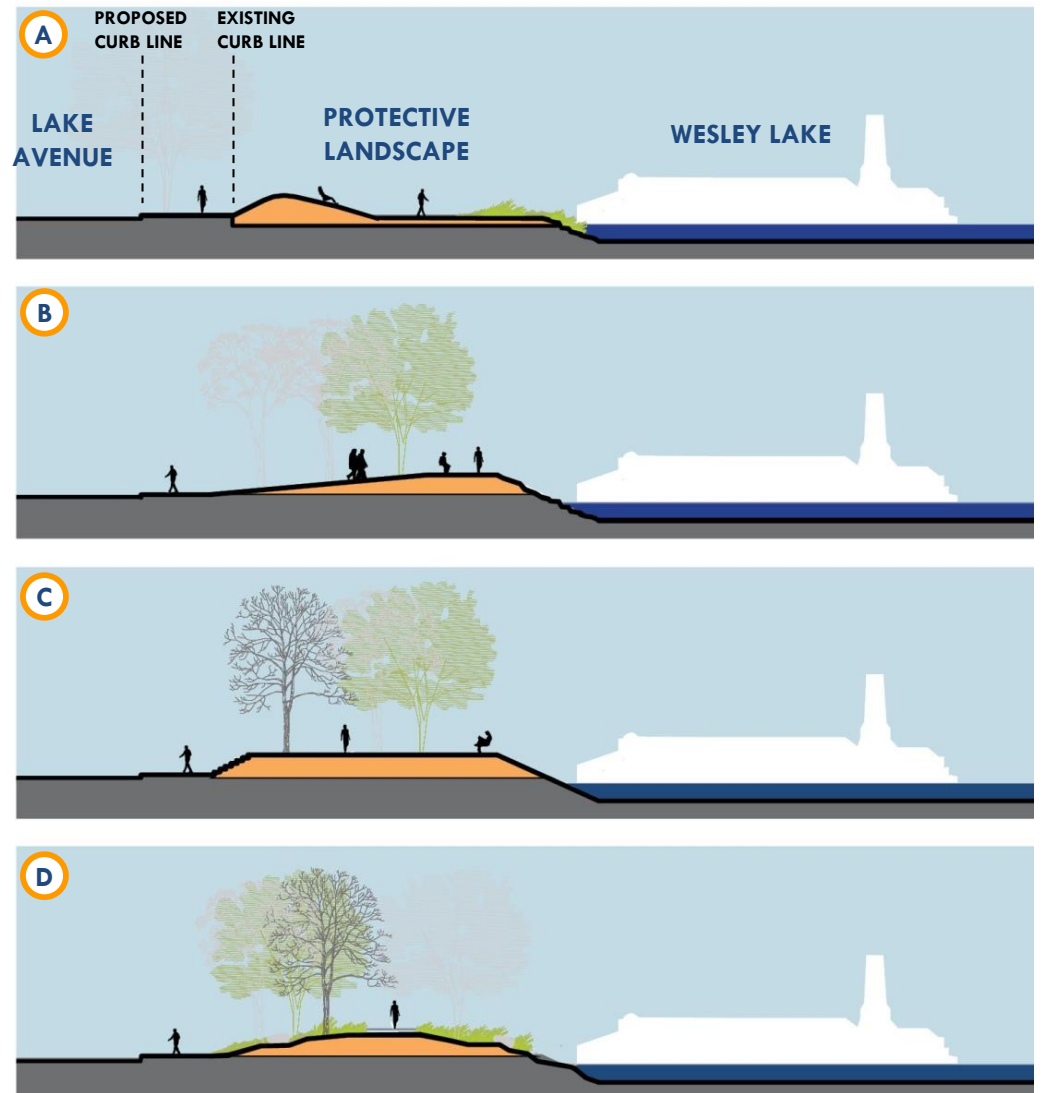 A
PROPOSED
CURB LINE
EXISTING
CURB LINE
LAKE
AVENUE
PROTECTIVE
LANDSCAPE
WESLEY LAKE
B
C
D